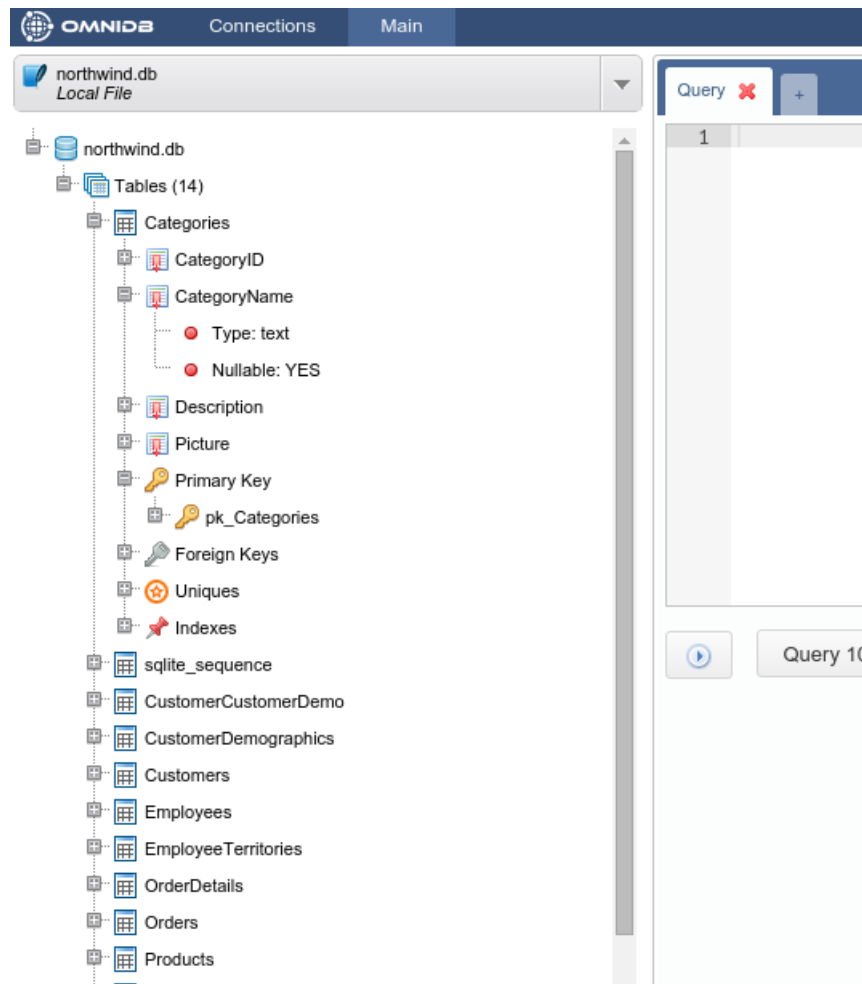 OMNIDB Connections Main
northwind.db
Local File
Query +
1
northwind.db
Tables (14)
Categories
CategoryID
CategoryName
Type: text
Nullable: YES
Description
Picture
Primary Key
pk_Categories
Foreign Keys
Uniques
Indexes
Query 10
sqlite_sequence
CustomerCustomerDemo
CustomerDemographics
Customers
Employees
EmployeeTerritories
OrderDetails
Orders
Products